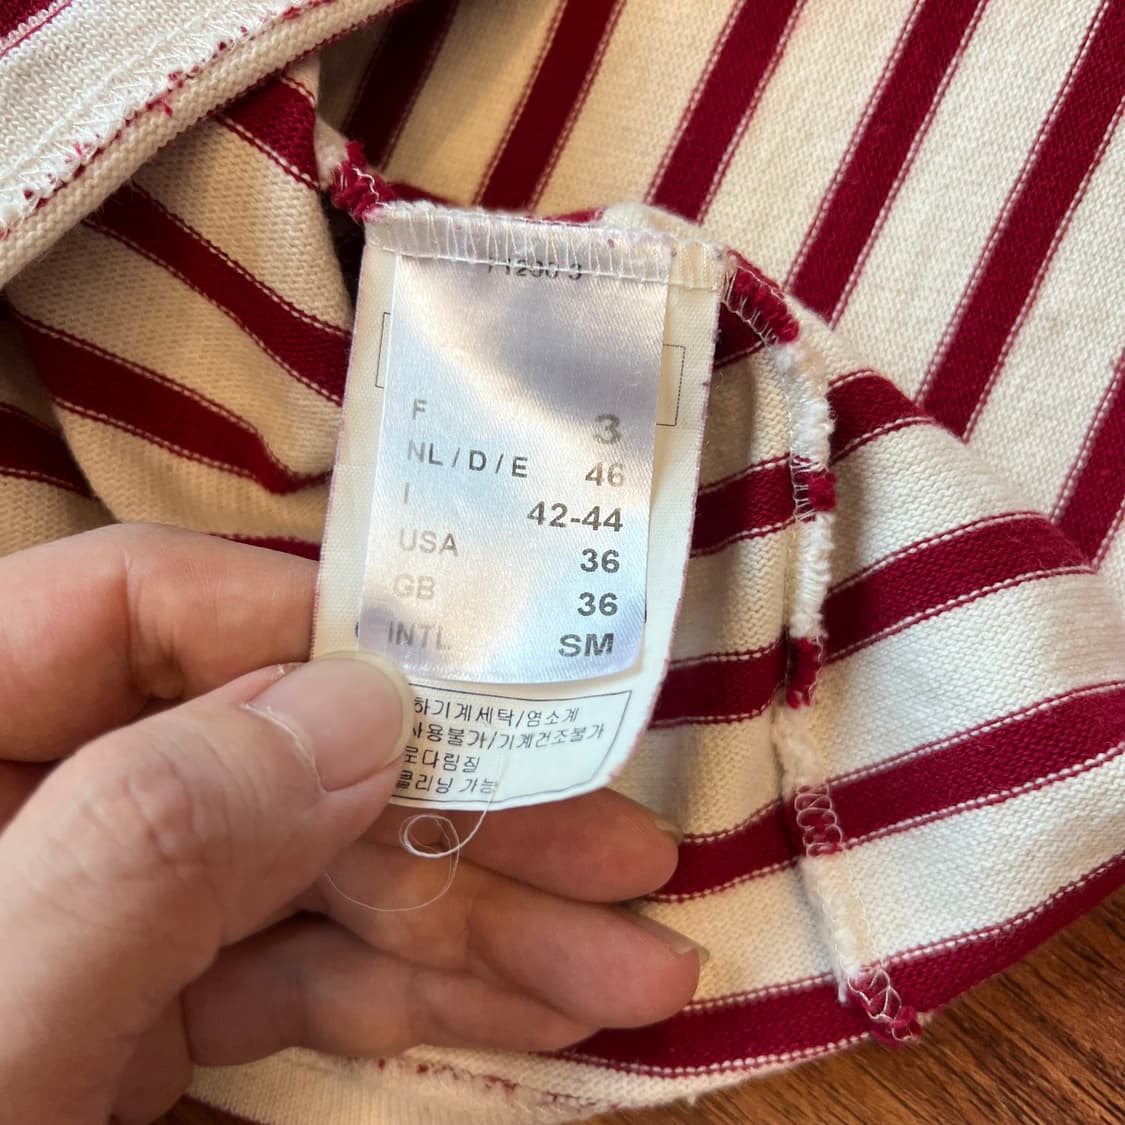 F 3
NL/D/E 46
I 42-44
USA 36
GB 36
INTL. SM
하기계세탁/염소계
사용불가/기계건조불가
로다림질
클리닝 가능